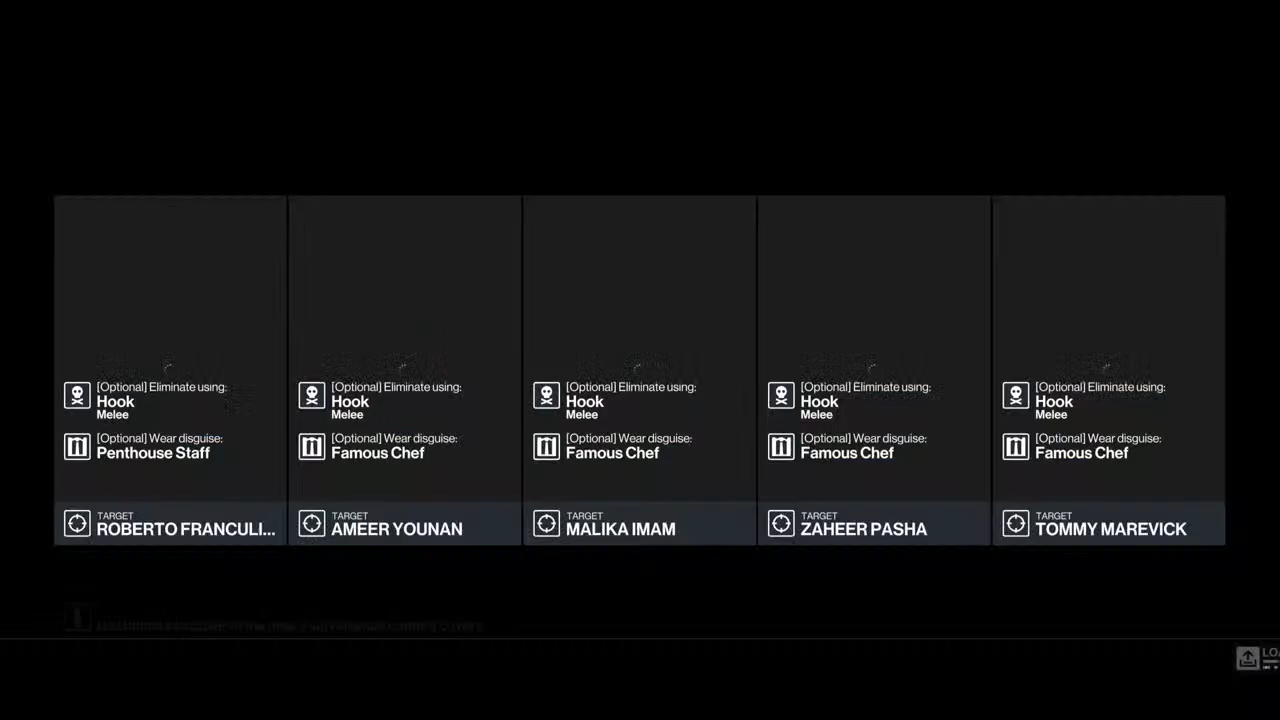 [Optional] Eliminate using:
Hook
Melee
[Optional] Wear disguise:
Penthouse Staff
TARGET
ROBERTO FRANCULI...
[Optional] Eliminate using:
Hook
Melee
[Optional] Wear disguise:
Famous Chef
TARGET
AMEER YOUNAN
[Optional] Eliminate using:
Hook
Melee
[Optional] Wear disguise:
Famous Chef
TARGET
MALIKA IMAM
[Optional] Eliminate using:
Hook
Melee
[Optional] Wear disguise:
Famous Chef
TARGET
ZAHEER PASHA
[Optional] Eliminate using:
Hook
Melee
[Optional] Wear disguise:
Famous Chef
TARGET
TOMMY MAREVICK